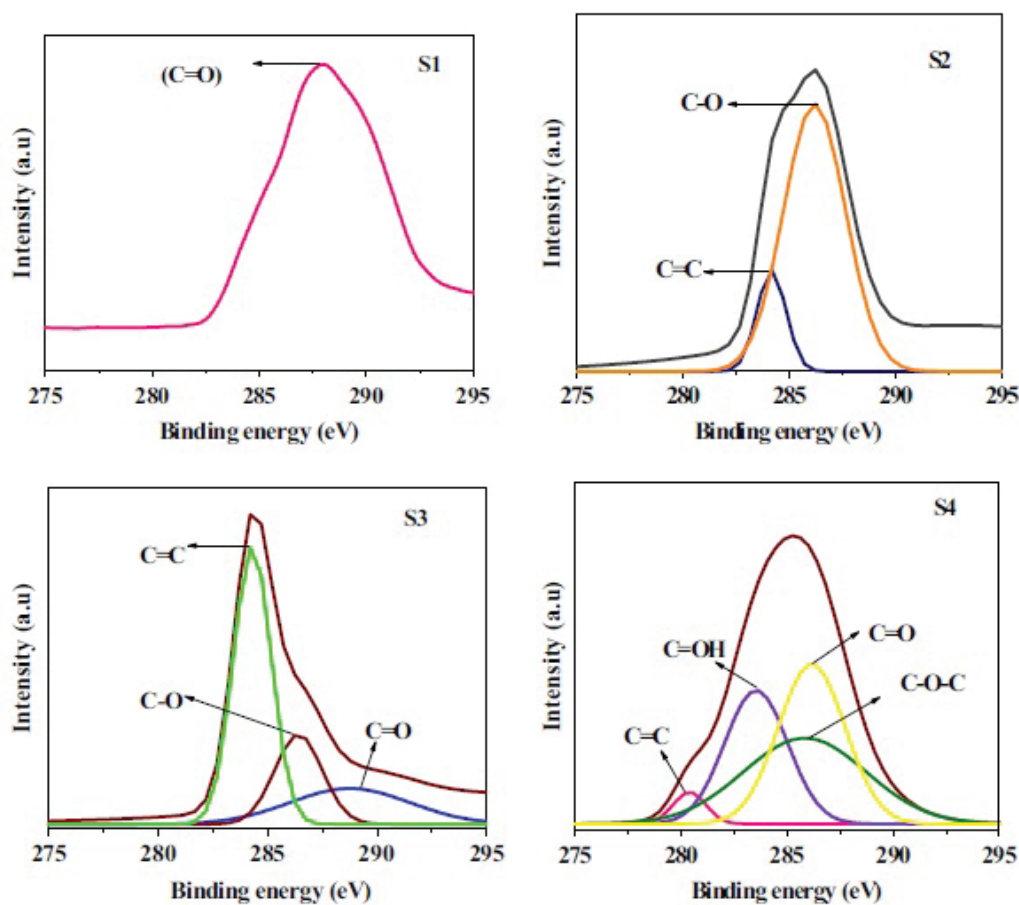 S1
(C=O)
Intensity (a.u)
275 280 285 290 295
Binding energy (eV)
S2
C-O
C=C
Intensity (a.u)
275 280 285 290 295
Binding energy (eV)
S3
C=C
C-O
C=O
Intensity (a.u)
275 280 285 290 295
Binding energy (eV)
S4
C=O
C=OH
C-O-C
C=C
Intensity (a.u)
275 280 285 290 295
Binding energy (eV)